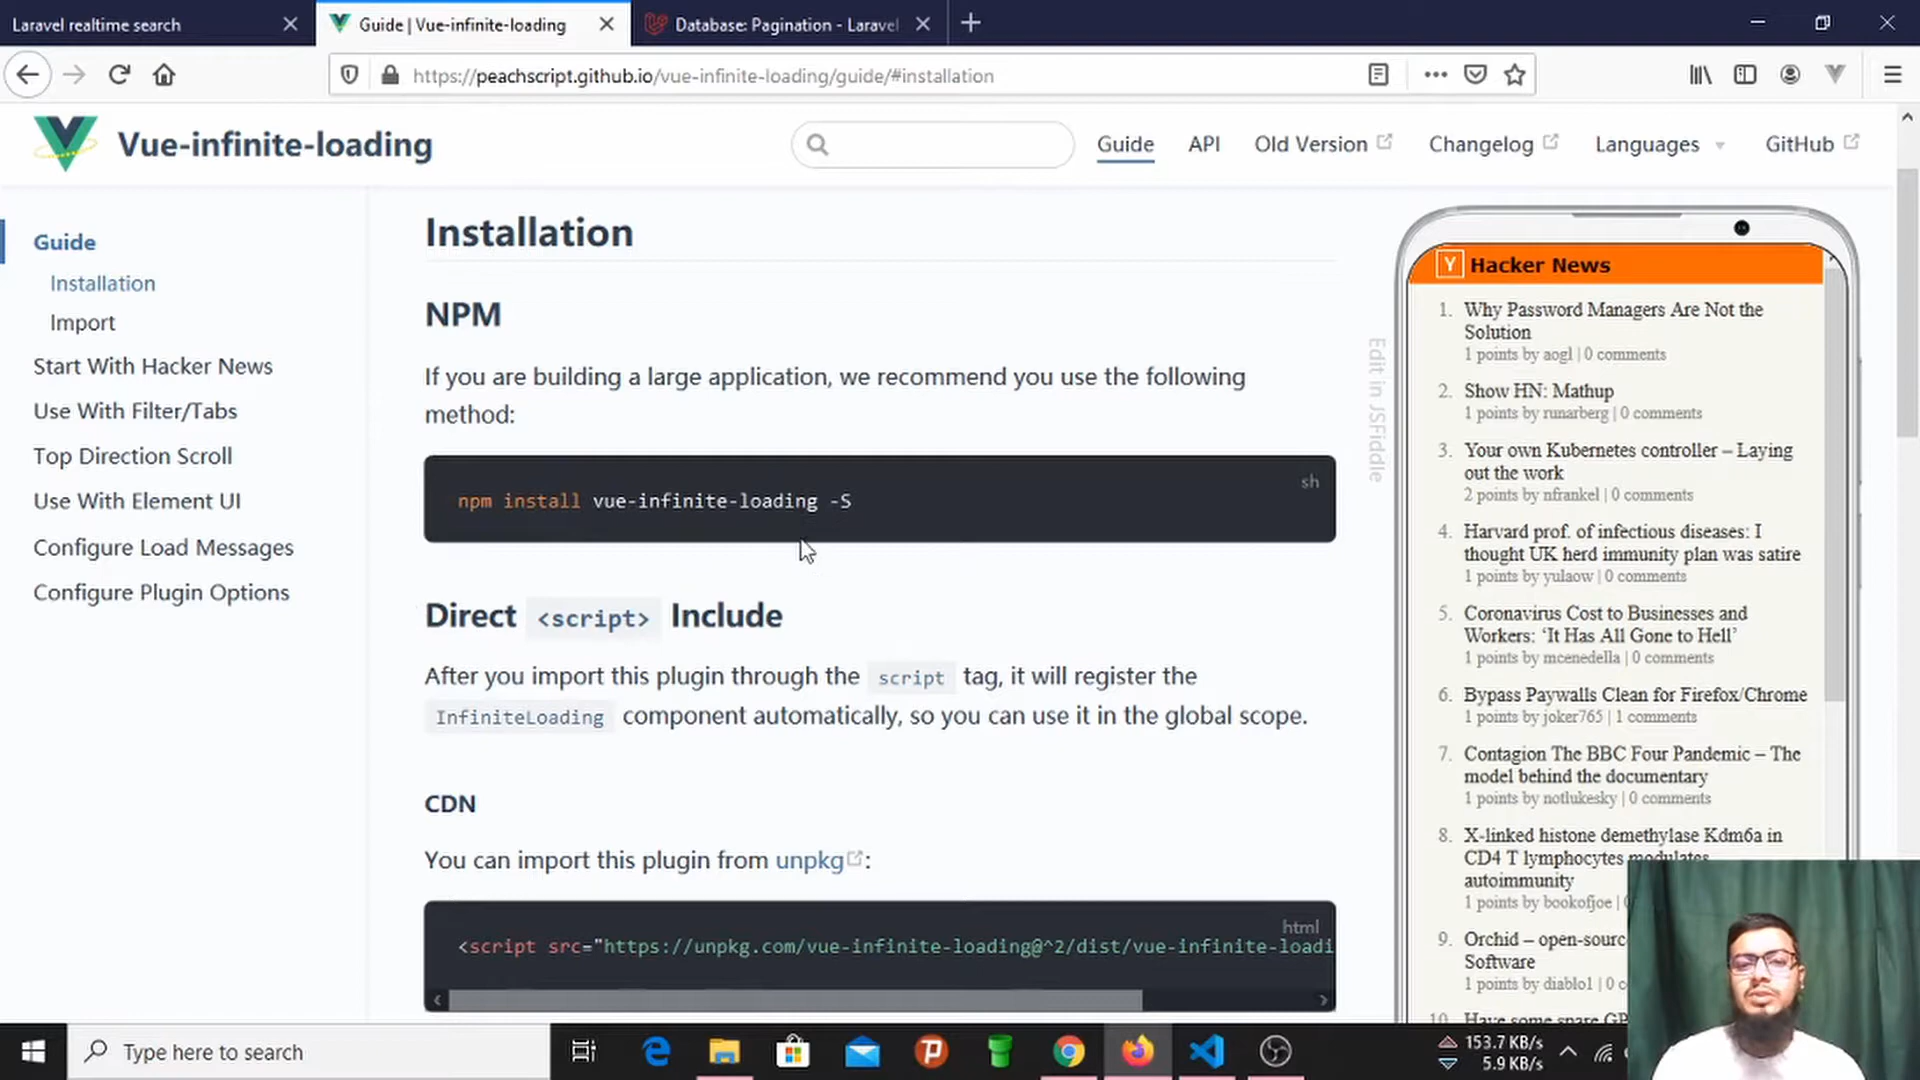 Laravel realtime search
Guide | Vue-infinite-loading
Database: Pagination - Laravel
https://peachscript.github.io/vue-infinite-loading/guide/#installation
Vue-infinite-loading
Guide
API
Old Version
Changelog
Languages
GitHub
Guide
Installation
Import
Start With Hacker News
Use With Filter/Tabs
Top Direction Scroll
Use With Element UI
Configure Load Messages
Configure Plugin Options
Installation
NPM
If you are building a large application, we recommend you use the following
method:
sh
npm install vue-infinite-loading -S
Direct <script> Include
After you import this plugin through the script tag, it will register the
InfiniteLoading component automatically, so you can use it in the global scope.
CDN
You can import this plugin from unpkg:
html
<script src="https://unpkg.com/vue-infinite-loading@^2/dist/vue-infinite-loadi
Edit in JSFiddle
Y Hacker News
1. Why Password Managers Are Not the
Solution
1 points by aogl | 0 comments
2. Show HN: Mathup
1 points by runarberg | 0 comments
3. Your own Kubernetes controller – Laying
out the work
2 points by nfrankel | 0 comments
4. Harvard prof. of infectious diseases: I
thought UK herd immunity plan was satire
1 points by yulaow | 0 comments
5. Coronavirus Cost to Businesses and
Workers: ‘It Has All Gone to Hell’
1 points by mcenedella | 0 comments
6. Bypass Paywalls Clean for Firefox/Chrome
1 points by joker765 | 1 comments
7. Contagion The BBC Four Pandemic – The
model behind the documentary
1 points by notlukesky | 0 comments
8. X-linked histone demethylase Kdm6a in
CD4 T lymphocytes modulates
autoimmunity
1 points by bookofjoe |
9. Orchid – open-sourc
Software
1 points by diablo1 | 0 c
10. Have some spare GP
Type here to search
153.7 KB/s
5.9 KB/s